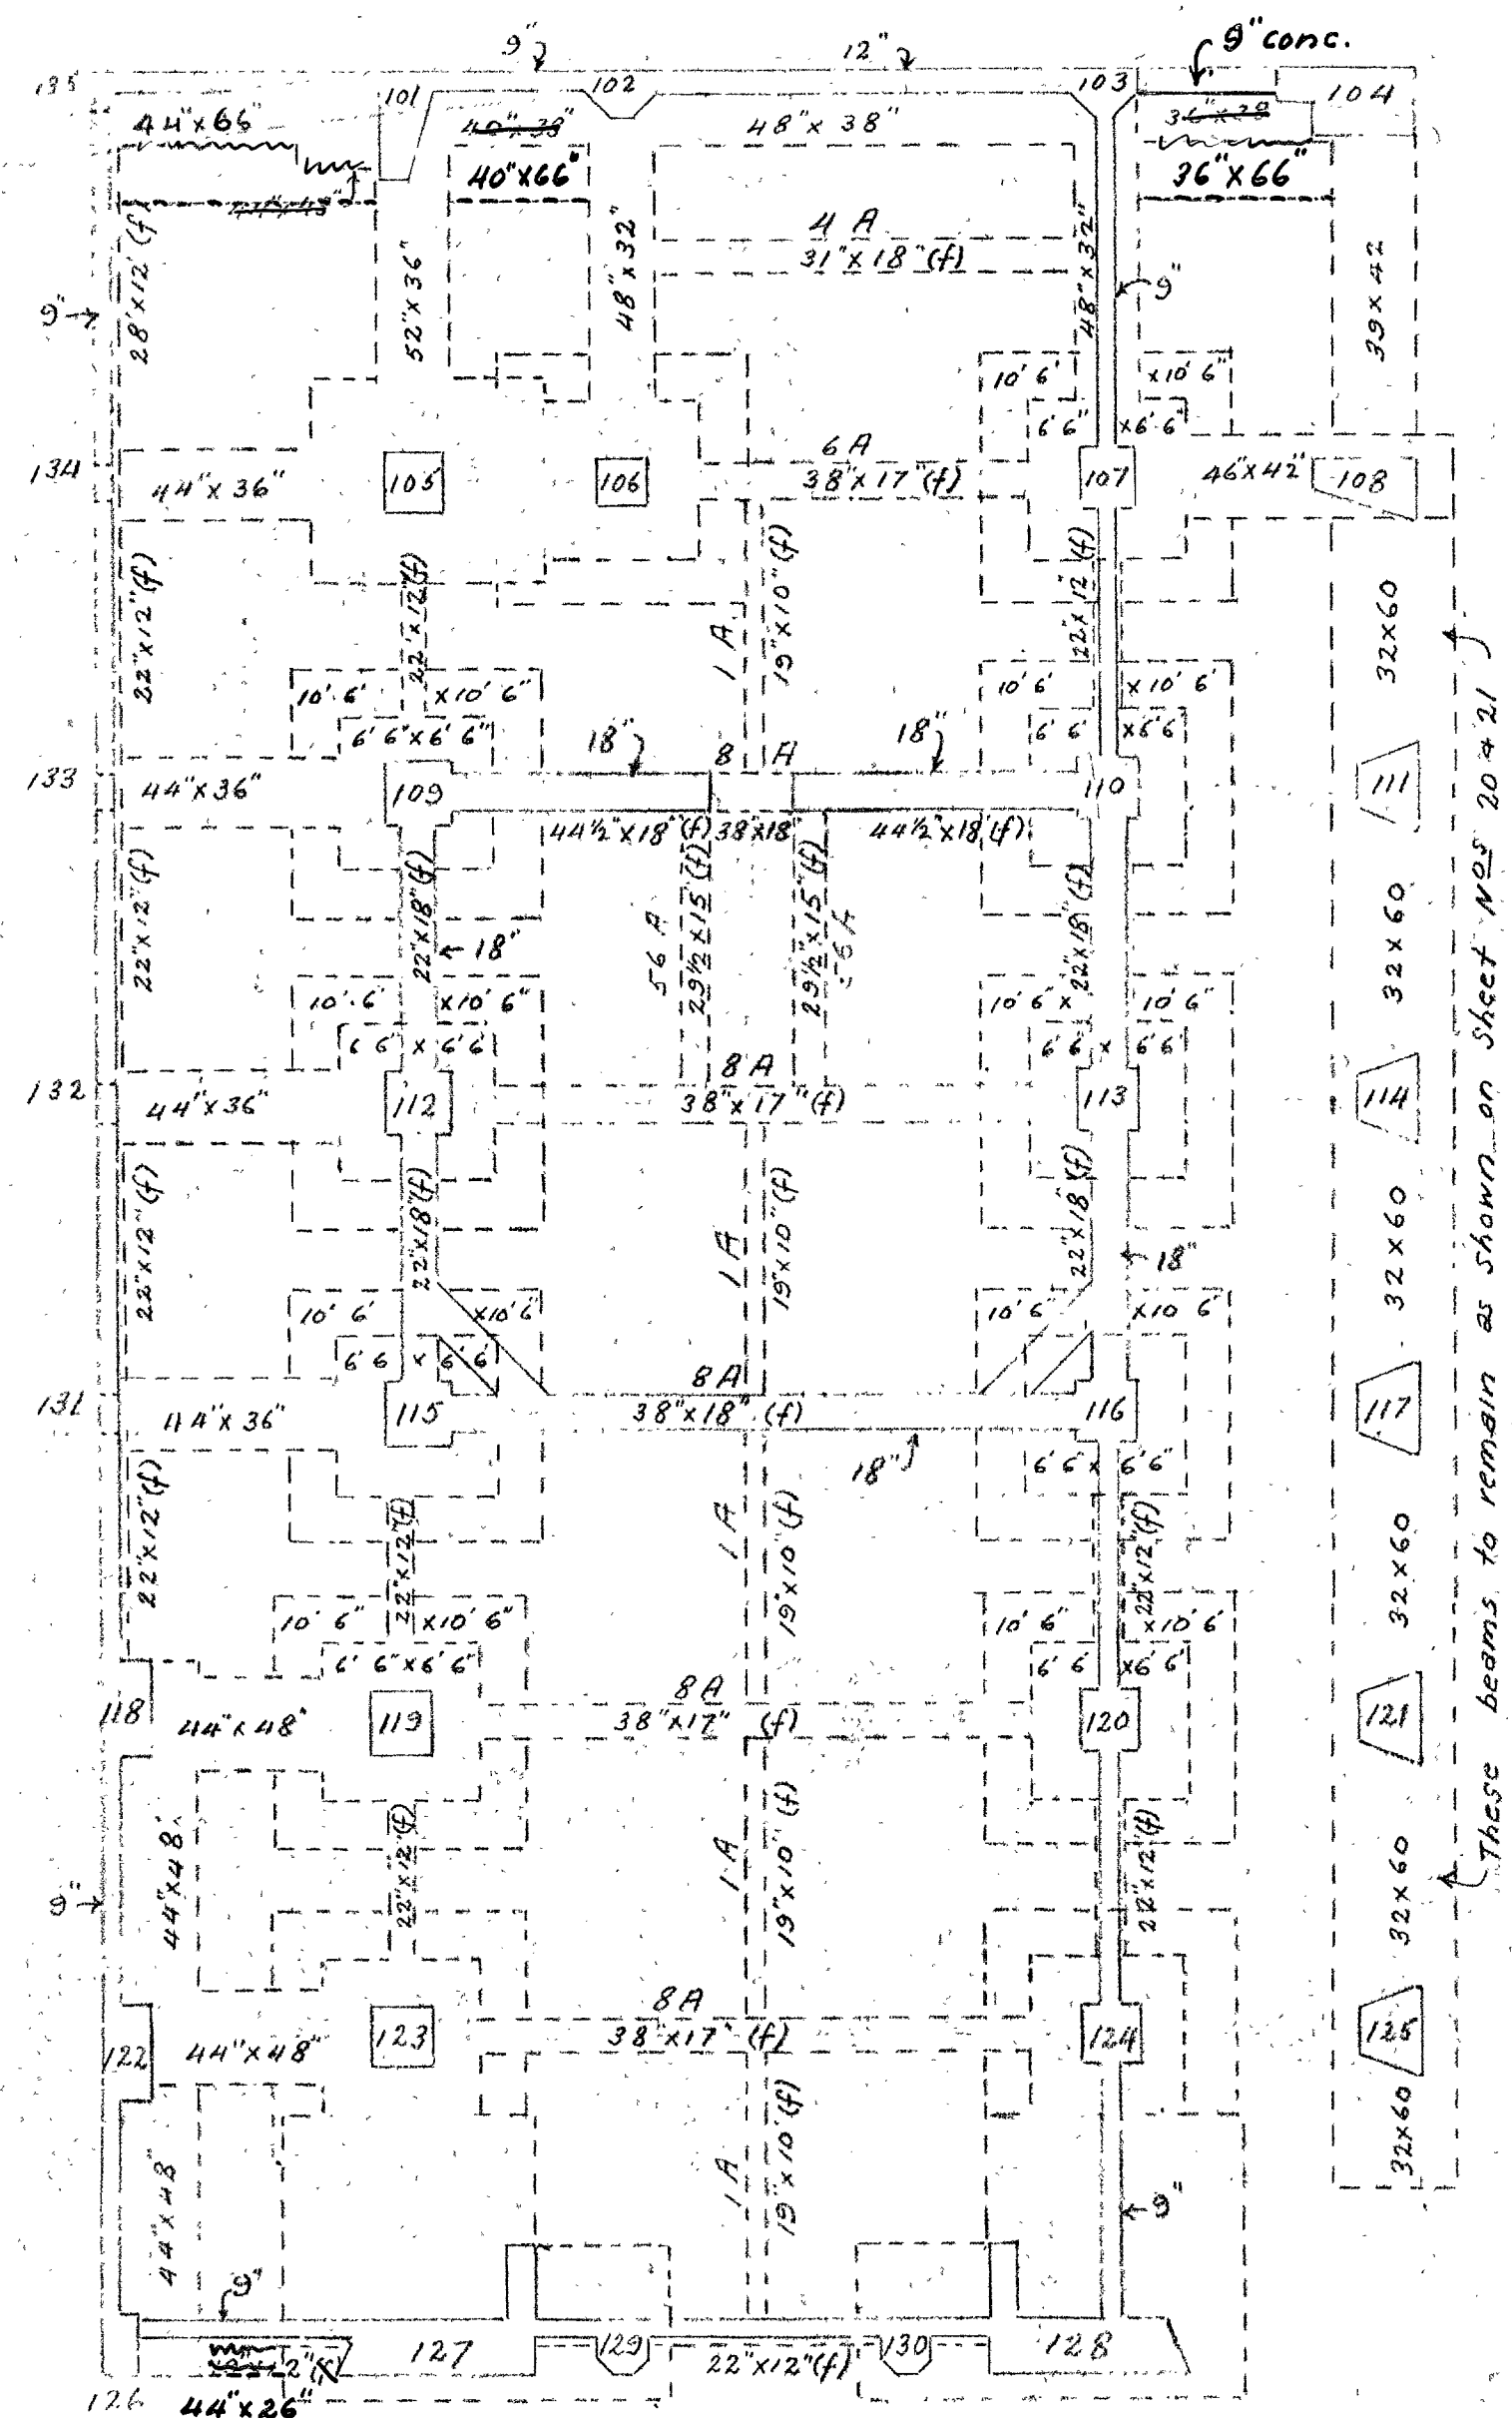 9" 12" 9" conc.
135 101 102 103 104
44"x66" 40"x38" 48"x38"
40"x66" 36"x66"
28"x12"(f) 52"x36" 48"x32" 4A 48"x32" 39x42
31"x18"(f)
9" 9"
10'6" x10'6"
6'6" x6'6"
134 44"x36" 105 106 6A 107 46"x42" 108
38"x17"(f)
22"x12"(f) 22"x12"(f) 1A 19"x10"(f) 22"x12"(f) 32x60
10'6" x10'6" 10'6" x10'6"
6'6"x6'6" 6'6" x6'6"
18" 8A 18"
133 44"x36" 109 110 111
44½"x18"(f) 38"x18" 44½"x18"(f)
22"x12"(f) 22"x18"(f) 56A 29½"x15"(f) 29½"x15"(f) 56A 22"x18"(f) 32x60
18"
10'6" x10'6" 10'6" x 10'6"
6'6" x 6'6" 6'6" x 6'6"
132 44"x36" 112 8A 113 114
38"x17"(f)
22"x12"(f) 22"x18"(f) 1A 19"x10"(f) 22"x18"(f) 32x60
18"
10'6" x10'6" 10'6" x10'6"
6'6 x 6'6"
131 44"x36" 115 8A 116 117
38"x18" (f)
18" 6'6"x 6'6"
22"x12"(f) 22"x12"(f) 1A 19"x10"(f) 22"x12"(f) 32x60
10'6" x10'6" 10'6" x10'6
6'6"x6'6" 6'6" x6'6"
118 44"x48" 119 8A 120 121
38"x17" (f)
44"x48" 22"x12"(f) 1A 19"x10"(f) 22"x12"(f) 32x60
9"
122 44"x48" 123 8A 124 125
38"x17" (f)
44"x48" 1A 19"x10"(f) 32x60
9" 9"
127 129 130 128
22"x12"(f)
126 44"x26"
These beams to remain as shown on Sheet Nos 20 & 21